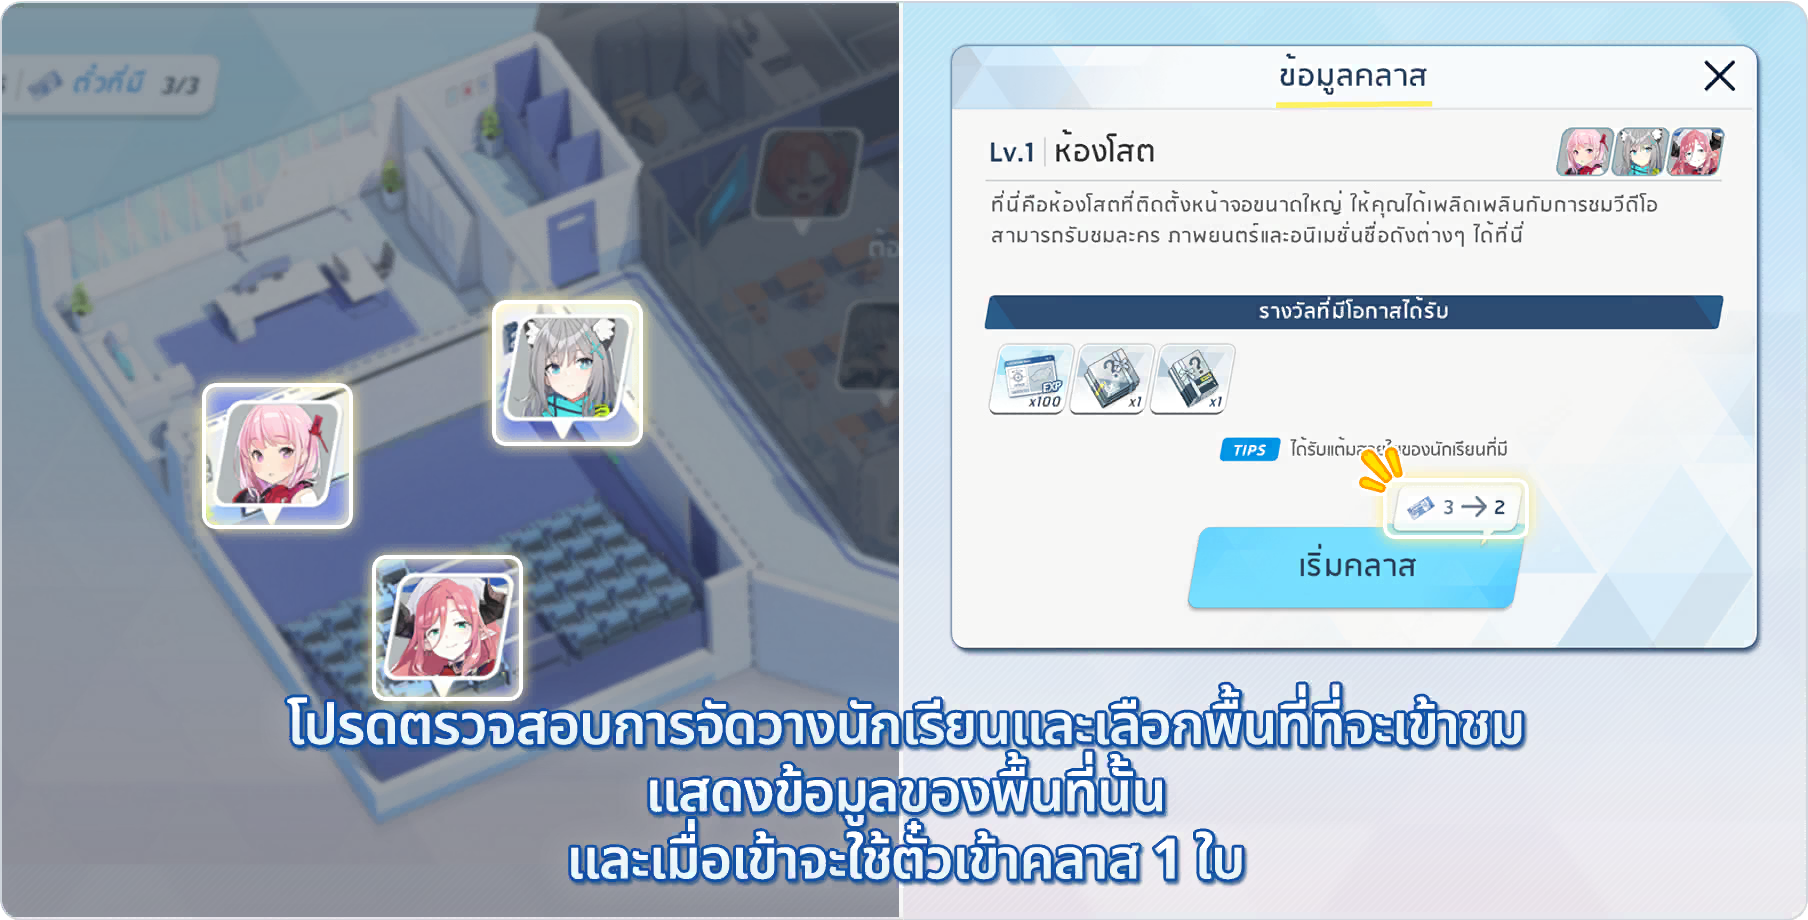 ตั๋วที่มี 3/3
ต้อ
ข้อมูลคลาส
Lv.1 ห้องโสต
ที่นี่คือห้องโสตที่ติดตั้งหน้าจอขนาดใหญ่ ให้คุณได้เพลิดเพลินกับการชมวีดีโอ
สามารถรับชมละคร ภาพยนตร์และอนิเมชั่นชื่อดังต่างๆ ได้ที่นี่
รางวัลที่มีโอกาสได้รับ
EXP
x100
x1
x1
TIPS ได้รับแต้มสายใยของนักเรียนที่มี
3 → 2
เริ่มคลาส
โปรดตรวจสอบการจัดวางนักเรียนและเลือกพื้นที่ที่จะเข้าชม
แสดงข้อมูลของพื้นที่นั้น
และเมื่อเข้าจะใช้ตั๋วเข้าคลาส 1 ใบ